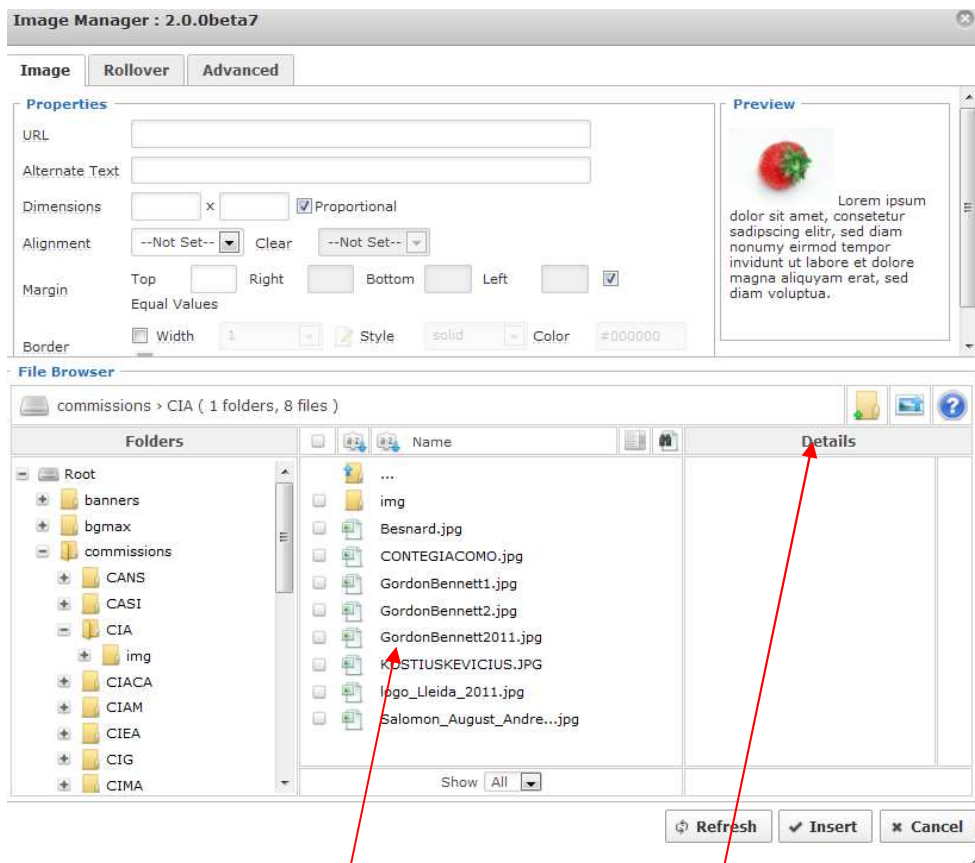 Image Manager : 2.0.0beta7
Image Rollover Advanced
Properties
URL
Alternate Text
Dimensions x Proportional
Alignment --Not Set-- Clear --Not Set--
Margin Top Right Bottom Left
Equal Values
Border Width 1 Style solid Color #000000
Preview
Lorem ipsum
dolor sit amet, consetetur
sadipscing elitr, sed diam
nonumy eirmod tempor
invidunt ut labore et dolore
magna aliquyam erat, sed
diam voluptua.
File Browser
commissions › CIA ( 1 folders, 8 files )
Folders
Root
banners
bgmax
commissions
CANS
CASI
CIA
img
CIACA
CIAM
CIEA
CIG
CIMA
Name
...
img
Besnard.jpg
CONTEGIACOMO.jpg
GordonBennett1.jpg
GordonBennett2.jpg
GordonBennett2011.jpg
KOSTIUSKEVICIUS.JPG
logo_Lleida_2011.jpg
Salomon_August_Andre...jpg
Show All
Details
Refresh Insert Cancel